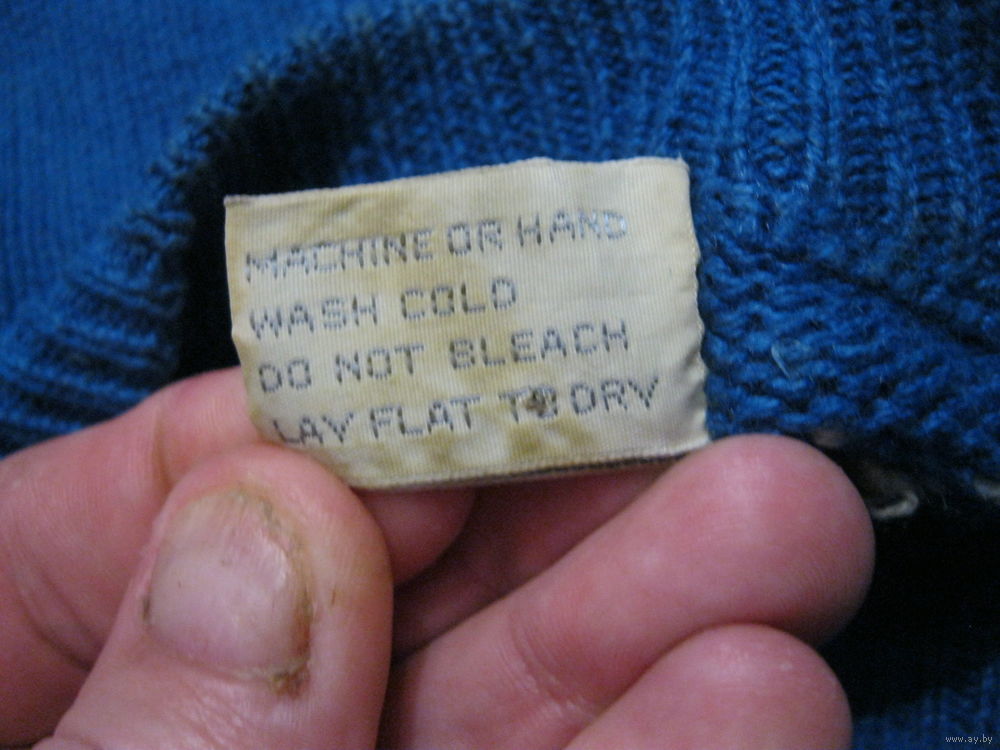 MACHINE OR HAND
WASH COLD
DO NOT BLEACH
LAY FLAT TO DRY
www.ay.by